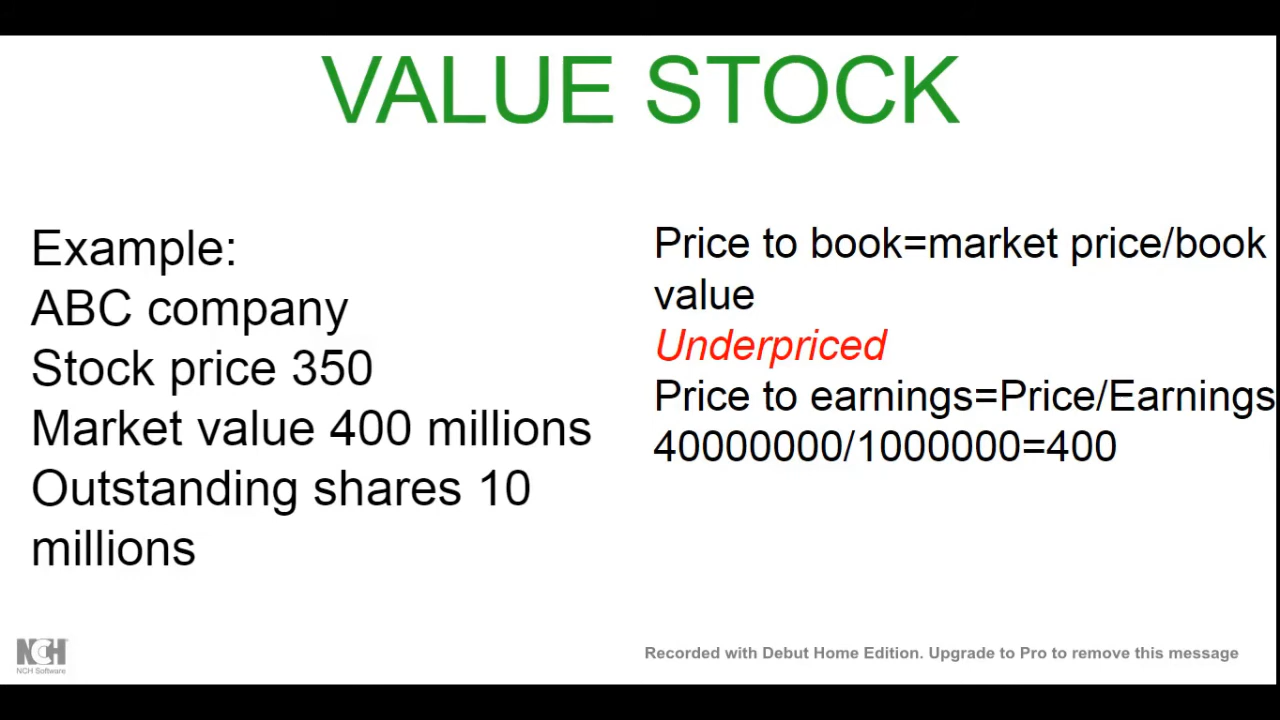 VALUE STOCK
Example:
ABC company
Stock price 350
Market value 400 millions
Outstanding shares 10
millions
Price to book=market price/book
value
Underpriced
Price to earnings=Price/Earnings
40000000/1000000=400
NCH
NCH Software
Recorded with Debut Home Edition. Upgrade to Pro to remove this message